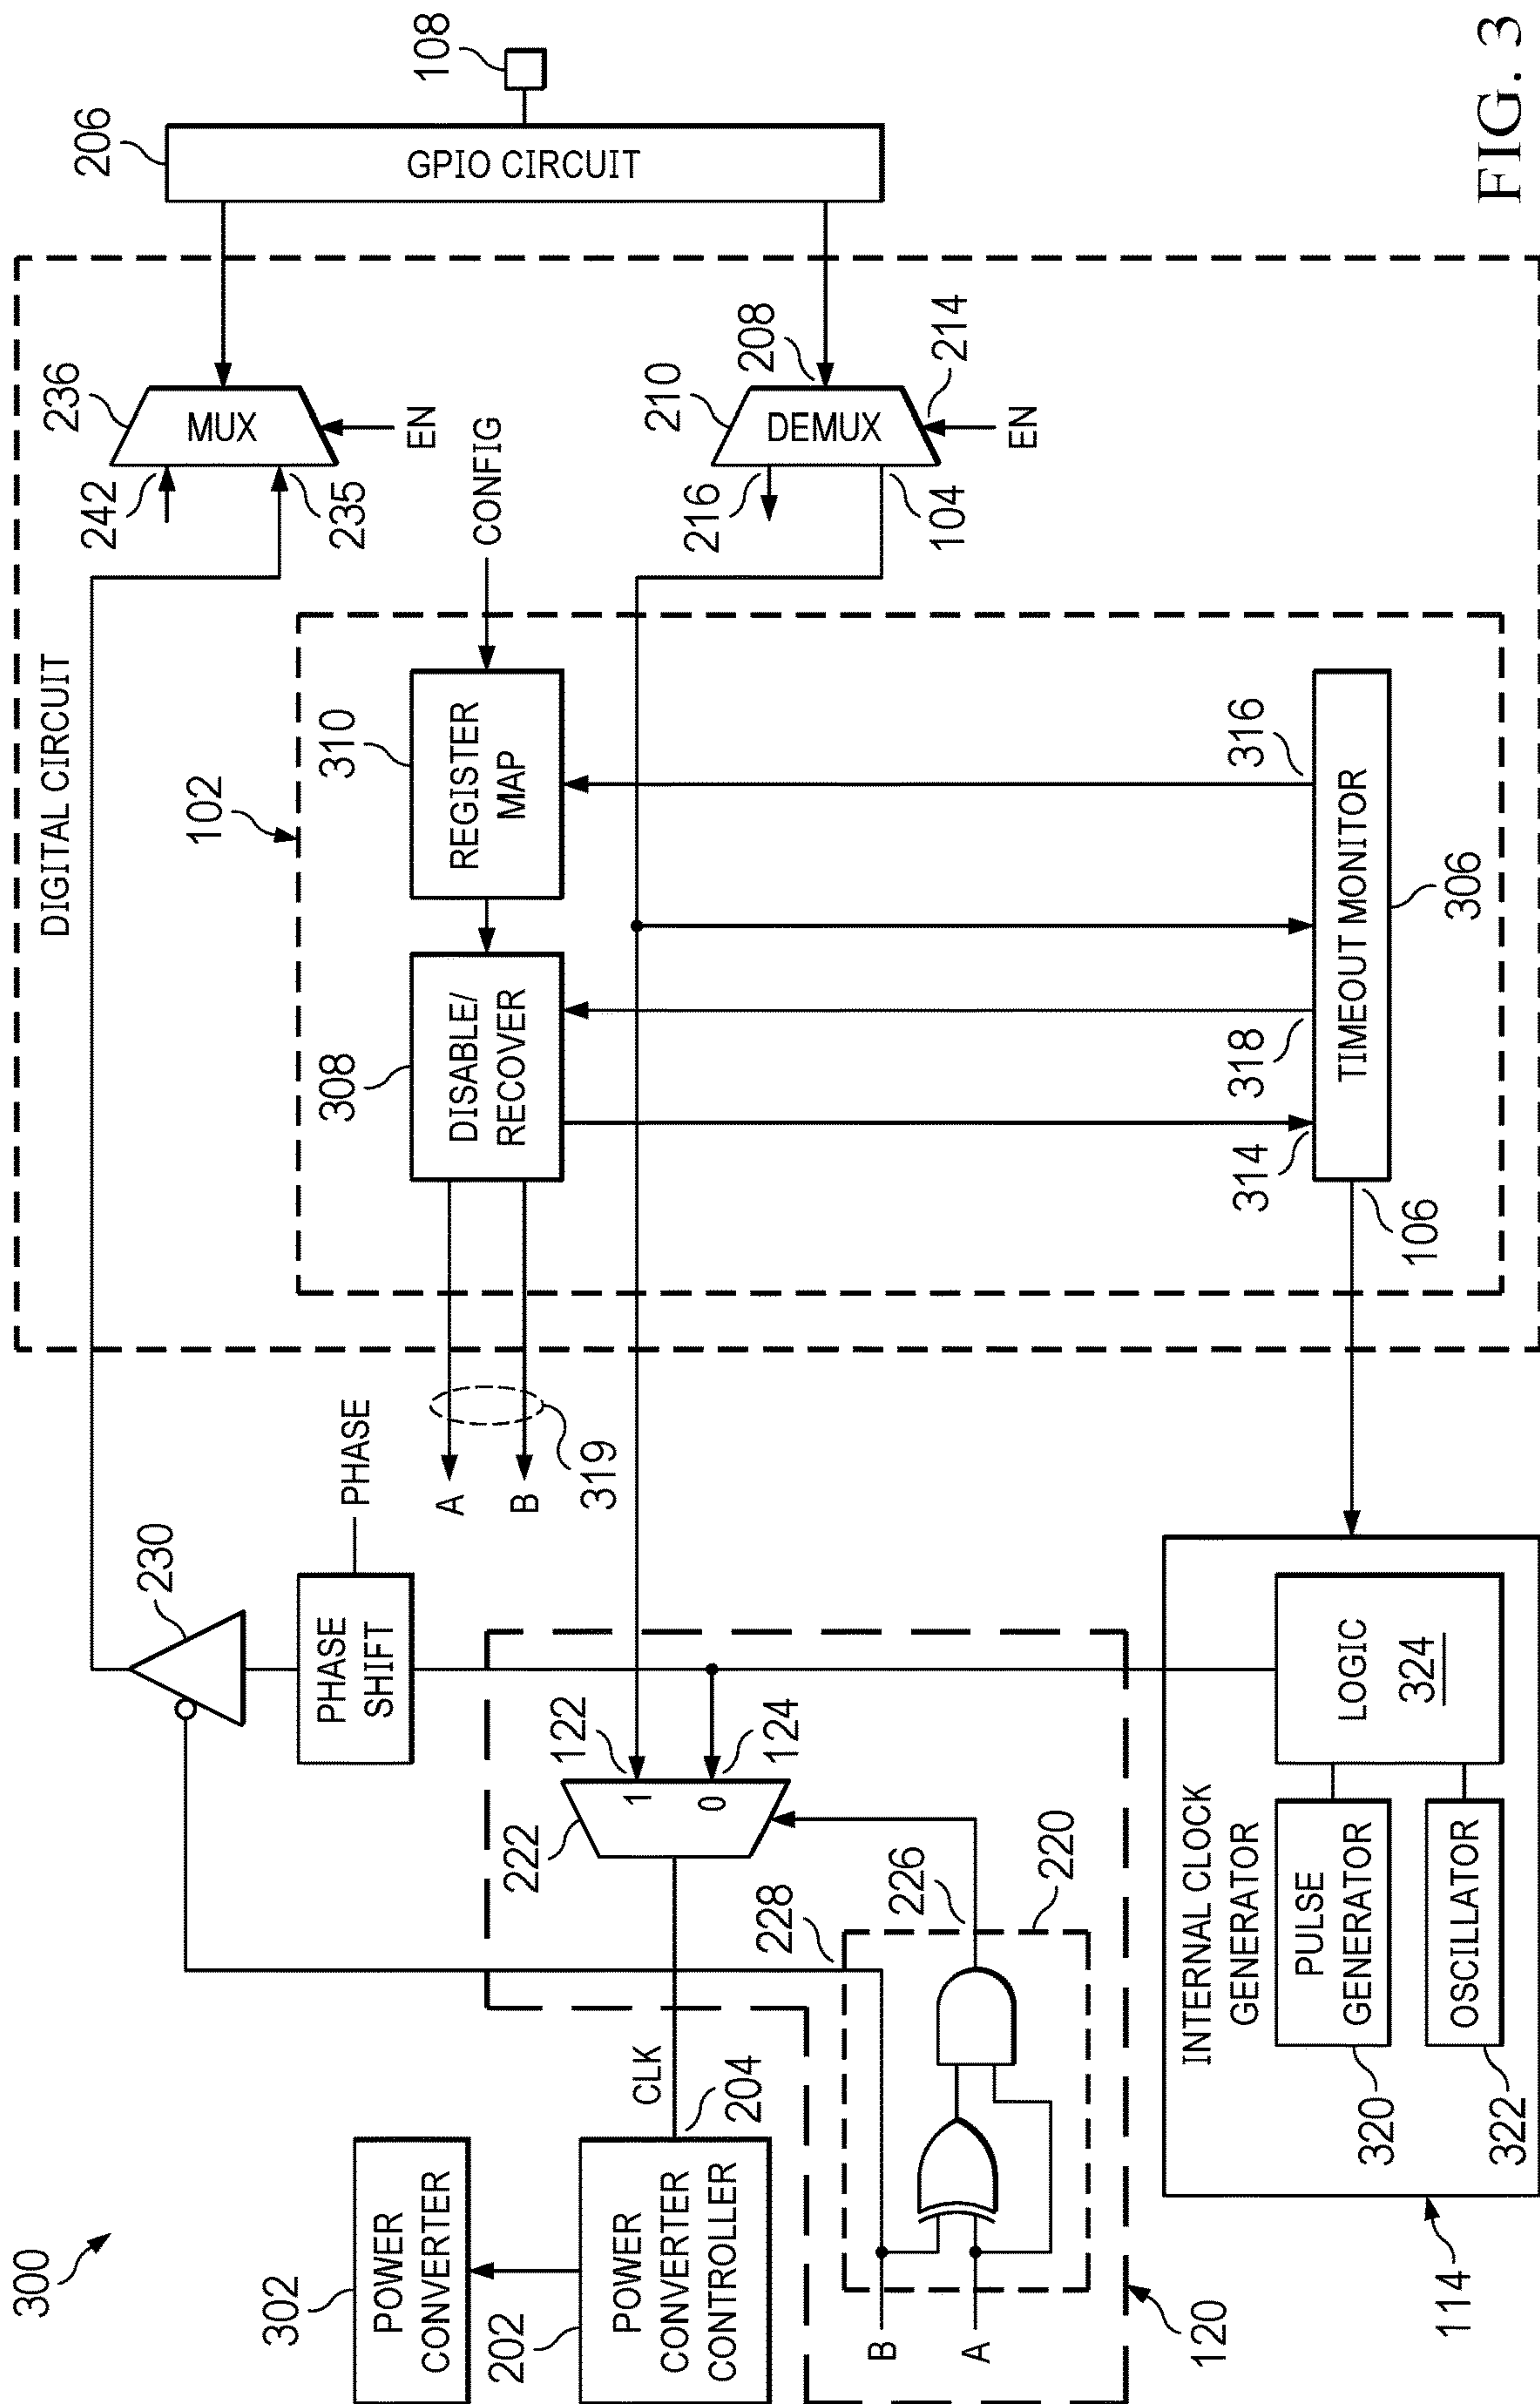 300
302
POWER
CONVERTER
202
POWER
CONVERTER
CONTROLLER
204
CLK
B
A
120
228
226
220
222
1
0
122
124
230
PHASE
SHIFT
PHASE
INTERNAL CLOCK
GENERATOR
PULSE
GENERATOR
OSCILLATOR
320
322
LOGIC
324
114
A
B
319
DIGITAL CIRCUIT
102
308
DISABLE/
RECOVER
310
REGISTER
MAP
CONFIG
106
314
318
316
TIMEOUT MONITOR
306
242
235
236
MUX
EN
216
104
210
DEMUX
208
214
EN
206
GPIO CIRCUIT
108
FIG. 3